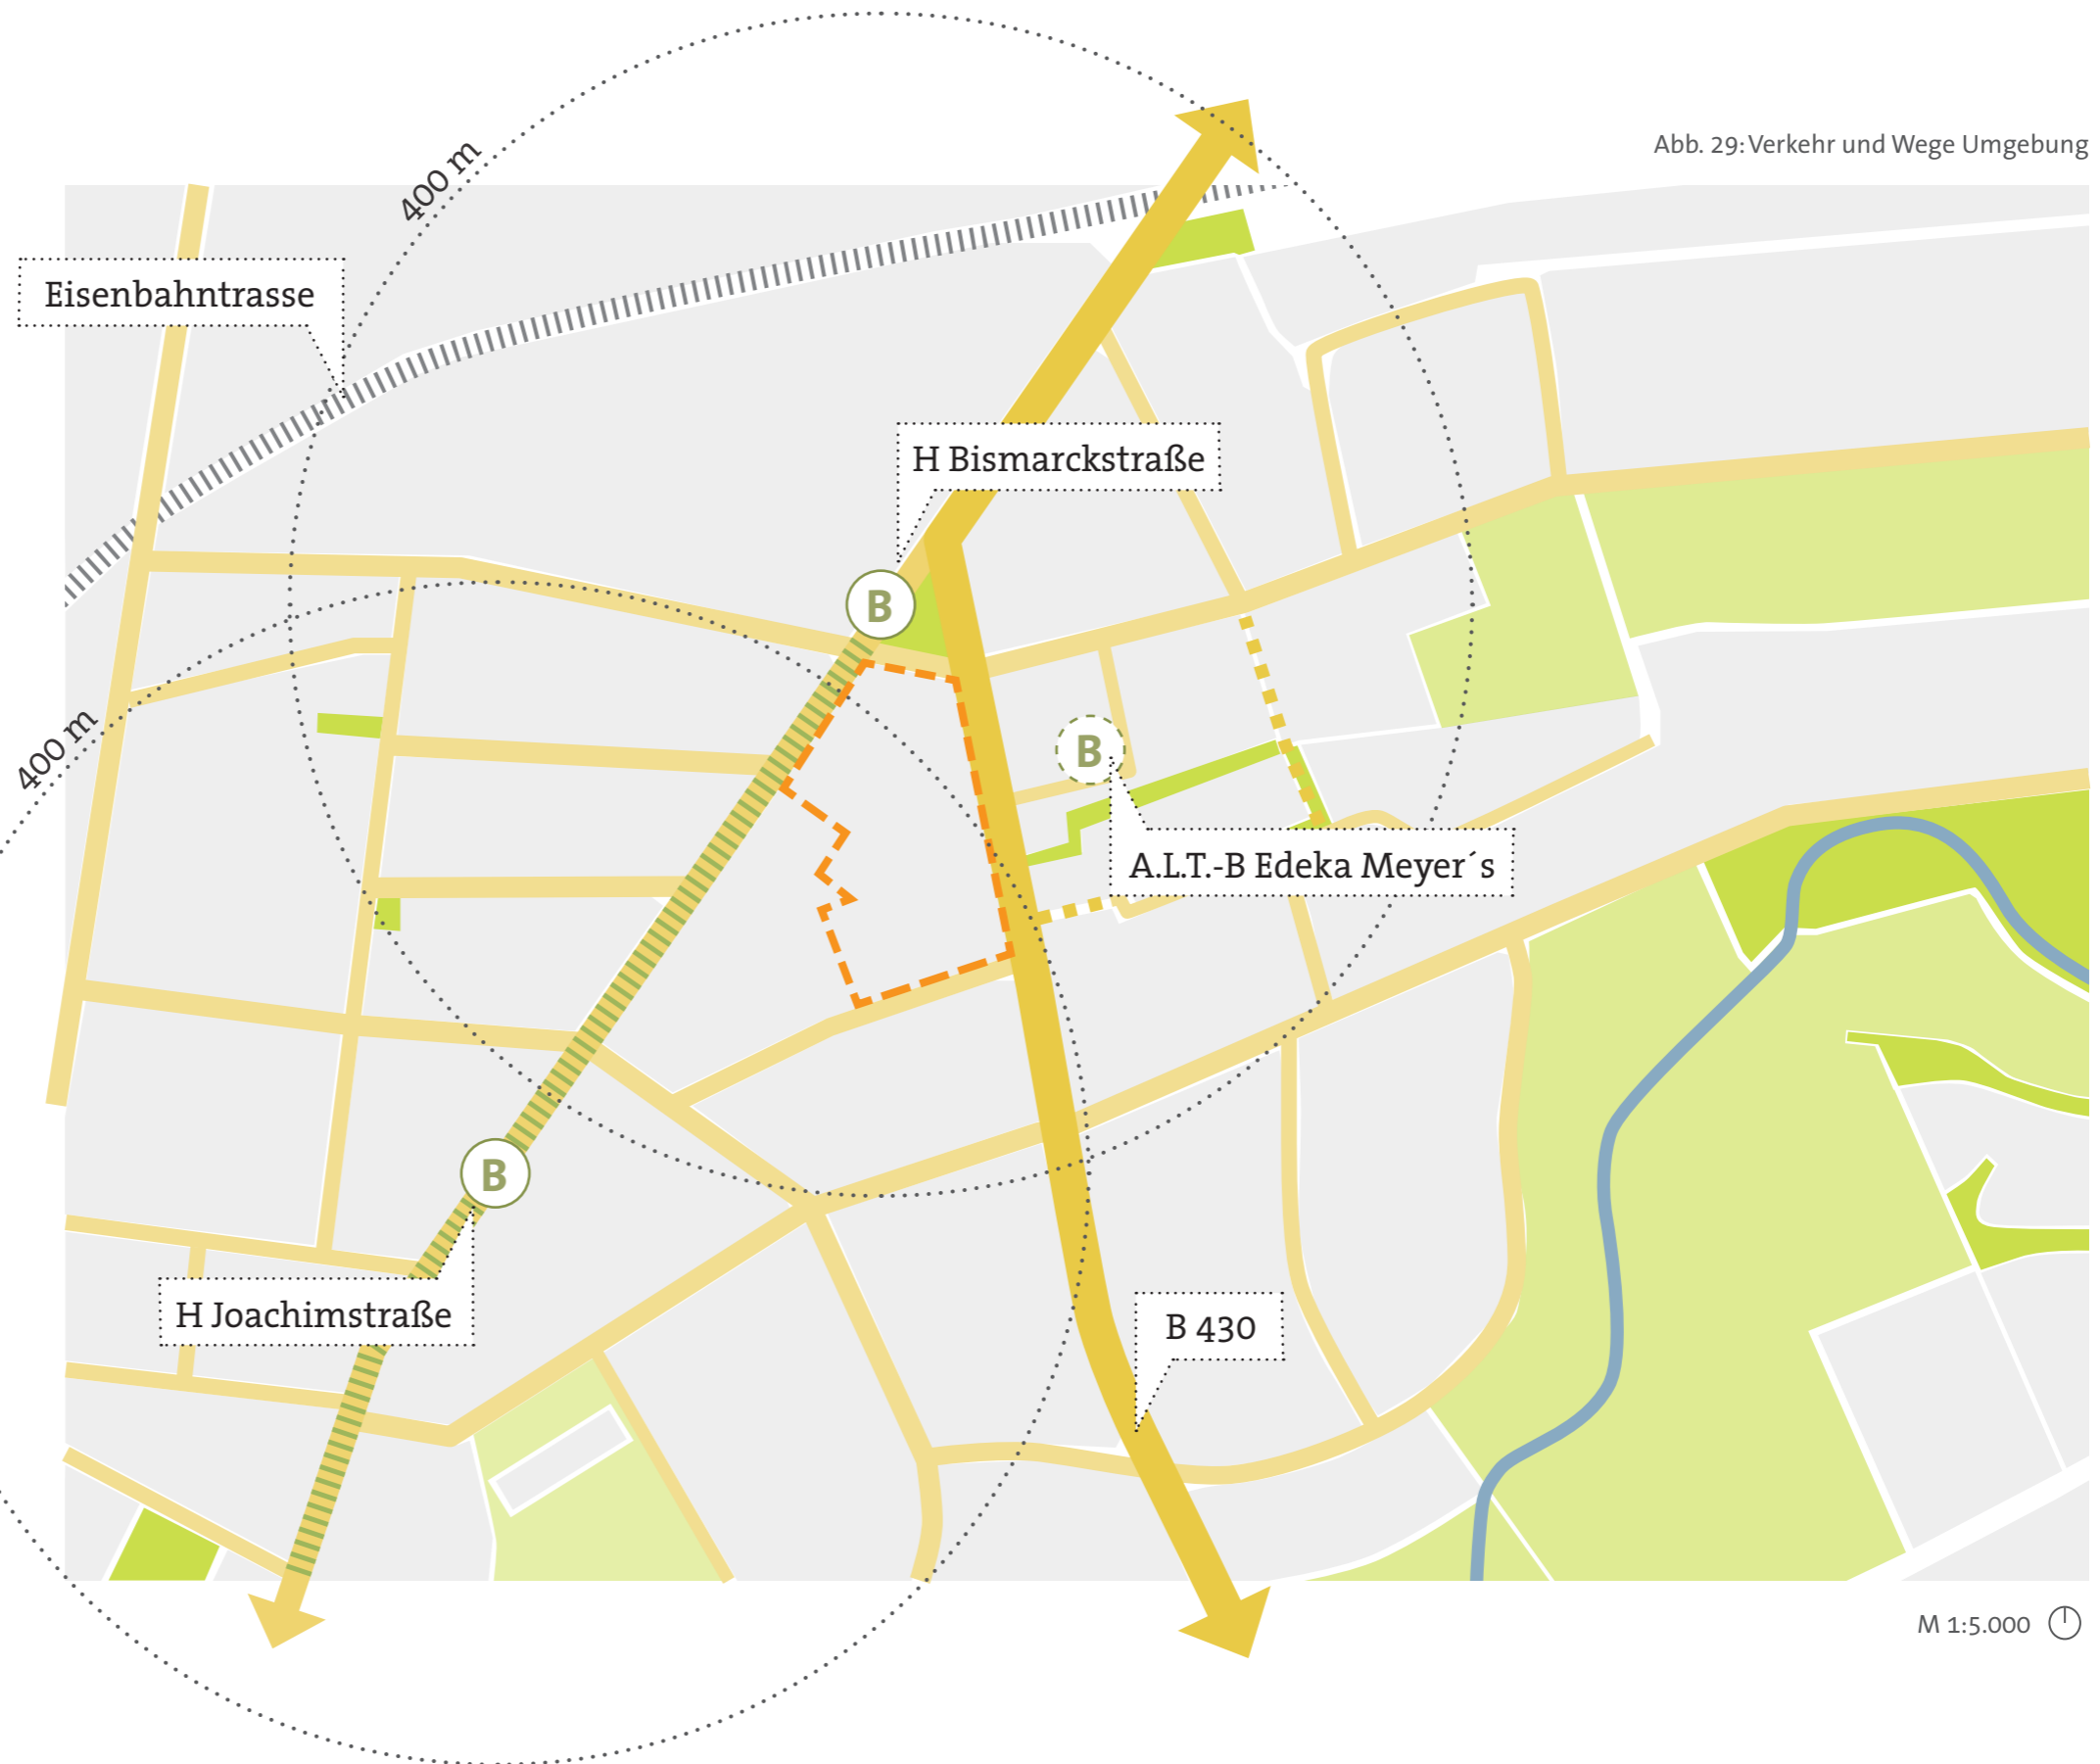 Abb. 29: Verkehr und Wege Umgebung
400 m
Eisenbahntrasse
H Bismarckstraße
B
400 m
B
A.L.T.-B Edeka Meyer´s
B
H Joachimstraße
B 430
M 1:5.000